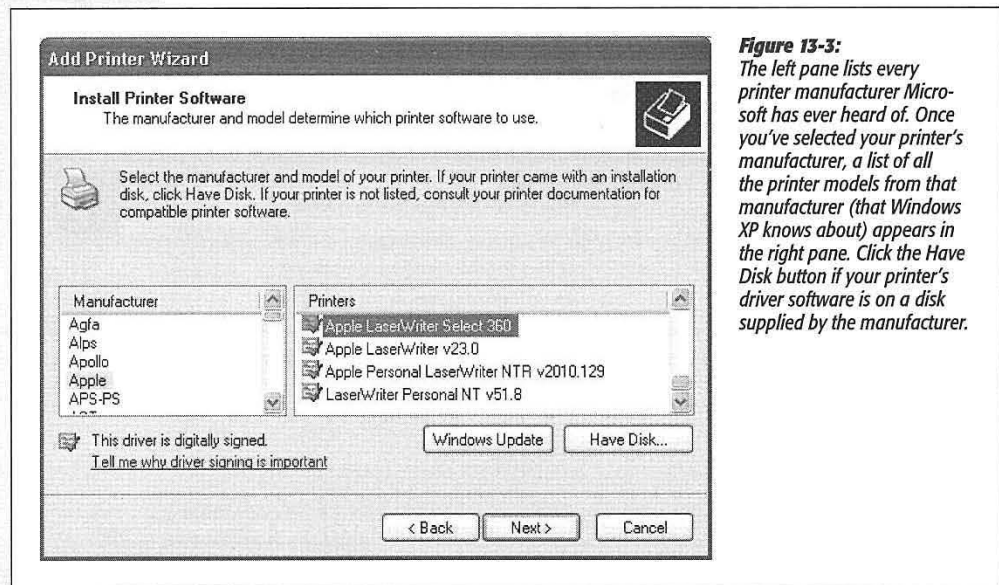 Add Printer Wizard
Install Printer Software
The manufacturer and model determine which printer software to use.
Select the manufacturer and model of your printer. If your printer came with an installation
disk, click Have Disk. If your printer is not listed, consult your printer documentation for
compatible printer software.
Manufacturer
Agfa
Alps
Apollo
Apple
APS-PS
Printers
Apple LaserWriter Select 360
Apple LaserWriter v23.0
Apple Personal LaserWriter NTR v2010.129
LaserWriter Personal NT v51.8
This driver is digitally signed.
Tell me why driver signing is important
Windows Update
Have Disk...
< Back
Next >
Cancel
Figure 13-3:
The left pane lists every
printer manufacturer Micro-
soft has ever heard of. Once
you've selected your printer's
manufacturer, a list of all
the printer models from that
manufacturer (that Windows
XP knows about) appears in
the right pane. Click the Have
Disk button if your printer's
driver software is on a disk
supplied by the manufacturer.